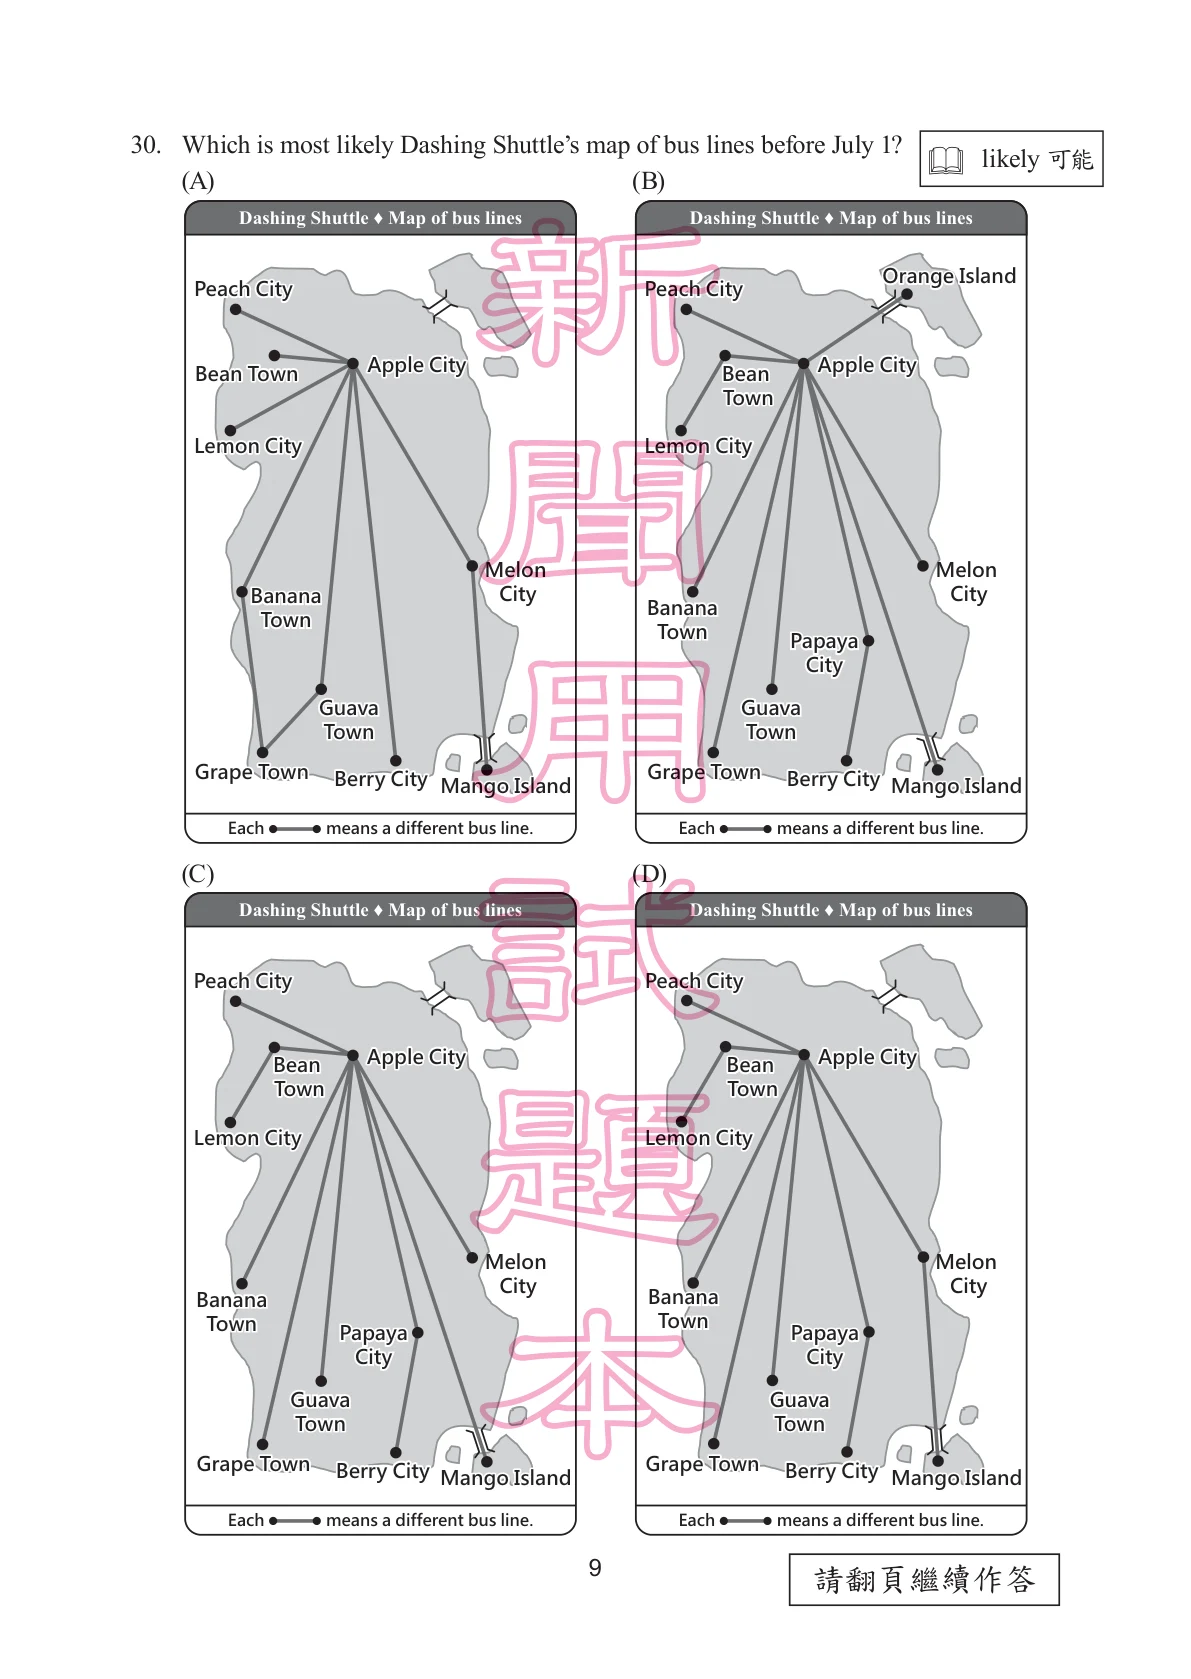 30. Which is most likely Dashing Shuttle's map of bus lines before July 1?
likely 可能
(A)
Dashing Shuttle ♦ Map of bus lines
Peach City
Bean Town
Apple City
Lemon City
Banana
Town
Melon
City
Guava
Town
Grape Town
Berry City
Mango Island
Each means a different bus line.
(B)
Dashing Shuttle ♦ Map of bus lines
Orange Island
Peach City
Bean
Town
Apple City
Lemon City
Melon
City
Banana
Town
Papaya
City
Guava
Town
Grape Town
Berry City
Mango Island
Each means a different bus line.
(C)
Dashing Shuttle ♦ Map of bus lines
Peach City
Bean
Town
Apple City
Lemon City
Melon
City
Banana
Town
Papaya
City
Guava
Town
Grape Town
Berry City
Mango Island
Each means a different bus line.
(D)
Dashing Shuttle ♦ Map of bus lines
Peach City
Bean
Town
Apple City
Lemon City
Melon
City
Banana
Town
Papaya
City
Guava
Town
Grape Town
Berry City
Mango Island
Each means a different bus line.
新聞用試題本
9
請翻頁繼續作答